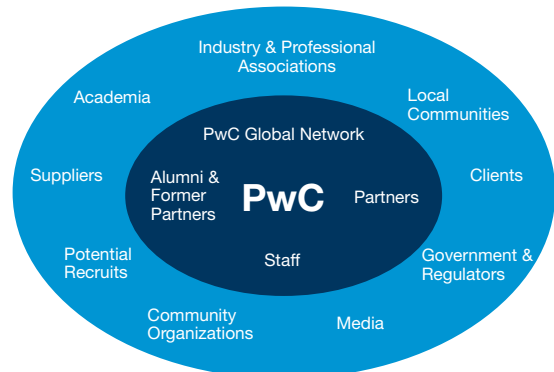 Industry & Professional
Associations
Academia
Local
Communities
PwC Global Network
Suppliers
Alumni &
Former
Partners
PwC
Partners
Clients
Potential
Recruits
Staff
Government &
Regulators
Community
Organizations
Media